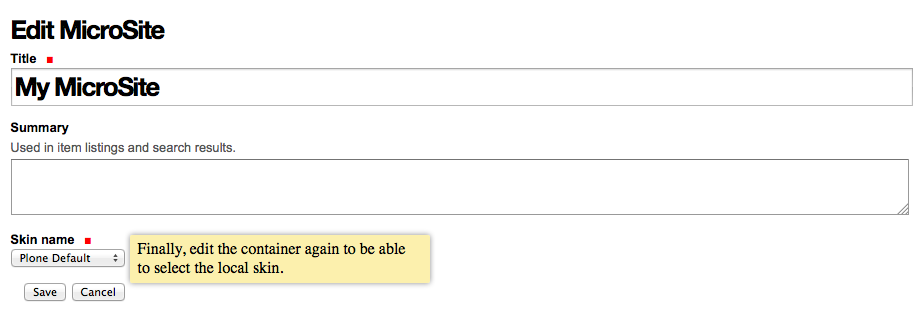 Edit MicroSite
Title
My MicroSite
Summary
Used in item listings and search results.
Skin name
Plone Default
Finally, edit the container again to be able
to select the local skin.
Save Cancel